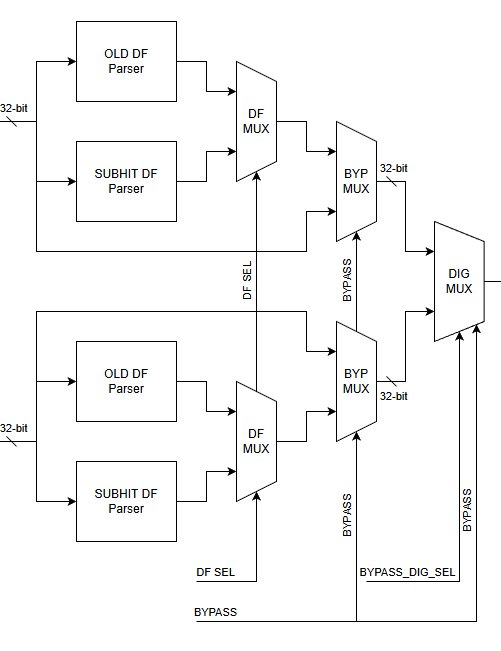 OLD DF
Parser
32-bit
DF
MUX
SUBHIT DF
Parser
BYP
MUX
32-bit
DF SEL
BYPASS
DIG
MUX
OLD DF
Parser
BYP
MUX
32-bit
32-bit
DF
MUX
SUBHIT DF
Parser
BYPASS
BYPASS
DF SEL
BYPASS_DIG_SEL
BYPASS